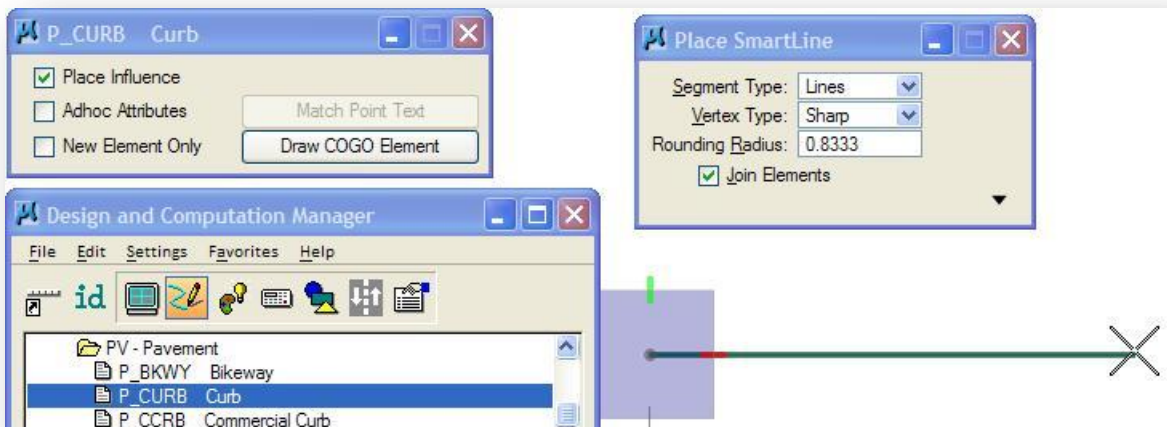 P_CURB Curb
Place Influence
Adhoc Attributes
Match Point Text
New Element Only
Draw COGO Element
Place SmartLine
Segment Type: Lines
Vertex Type: Sharp
Rounding Radius: 0.8333
Join Elements
Design and Computation Manager
File Edit Settings Favorites Help
id
PV - Pavement
P_BKWY Bikeway
P_CURB Curb
P_CCRB Commercial Curb